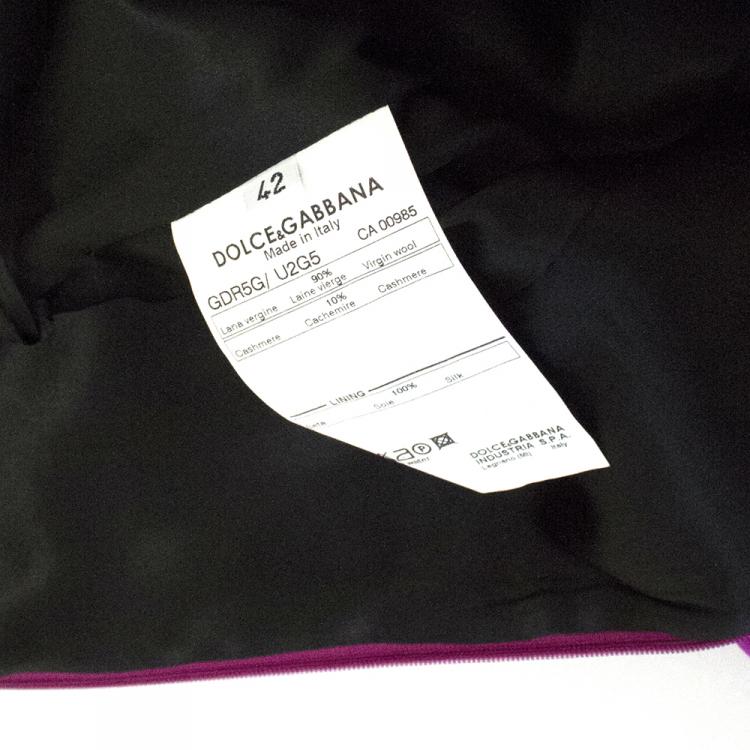 42
DOLCE&GABBANA
Made in Italy
GDR5G/ U2G5 CA 00985
90%
Lana vergine Laine vierge Virgin wool
10%
Cashmere Cachemire Cashmere
LINING
100%
Soie Silk
P
DOLCE&GABBANA
INDUSTRIA S.P.A.
Legnano (MI) Italy